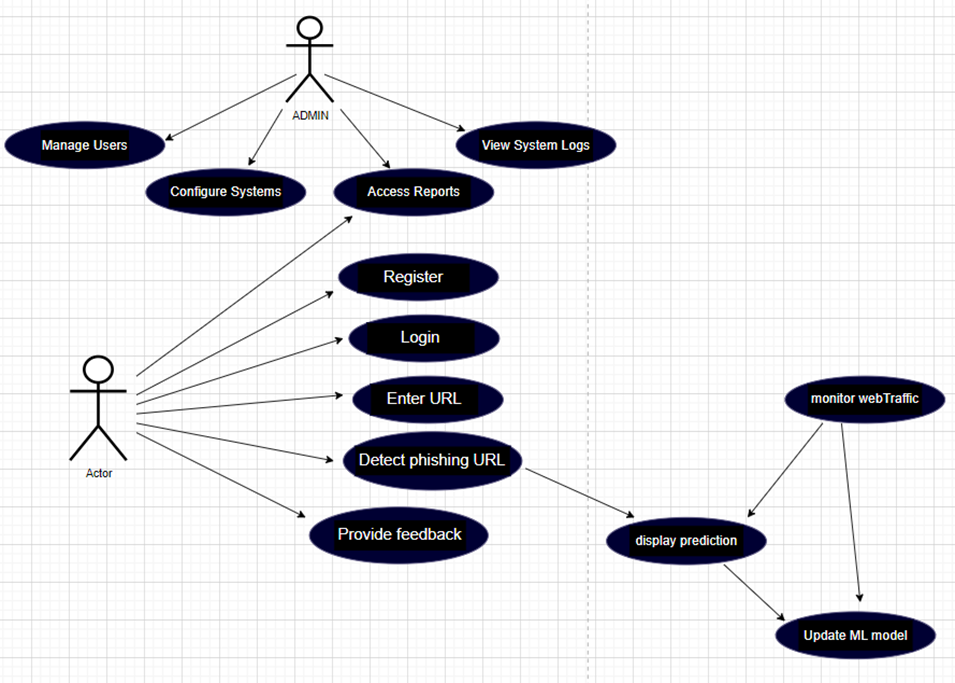 ADMIN
Manage Users
View System Logs
Configure Systems
Access Reports
Register
Login
Enter URL
monitor webTraffic
Detect phishing URL
Actor
Provide feedback
display prediction
Update ML model